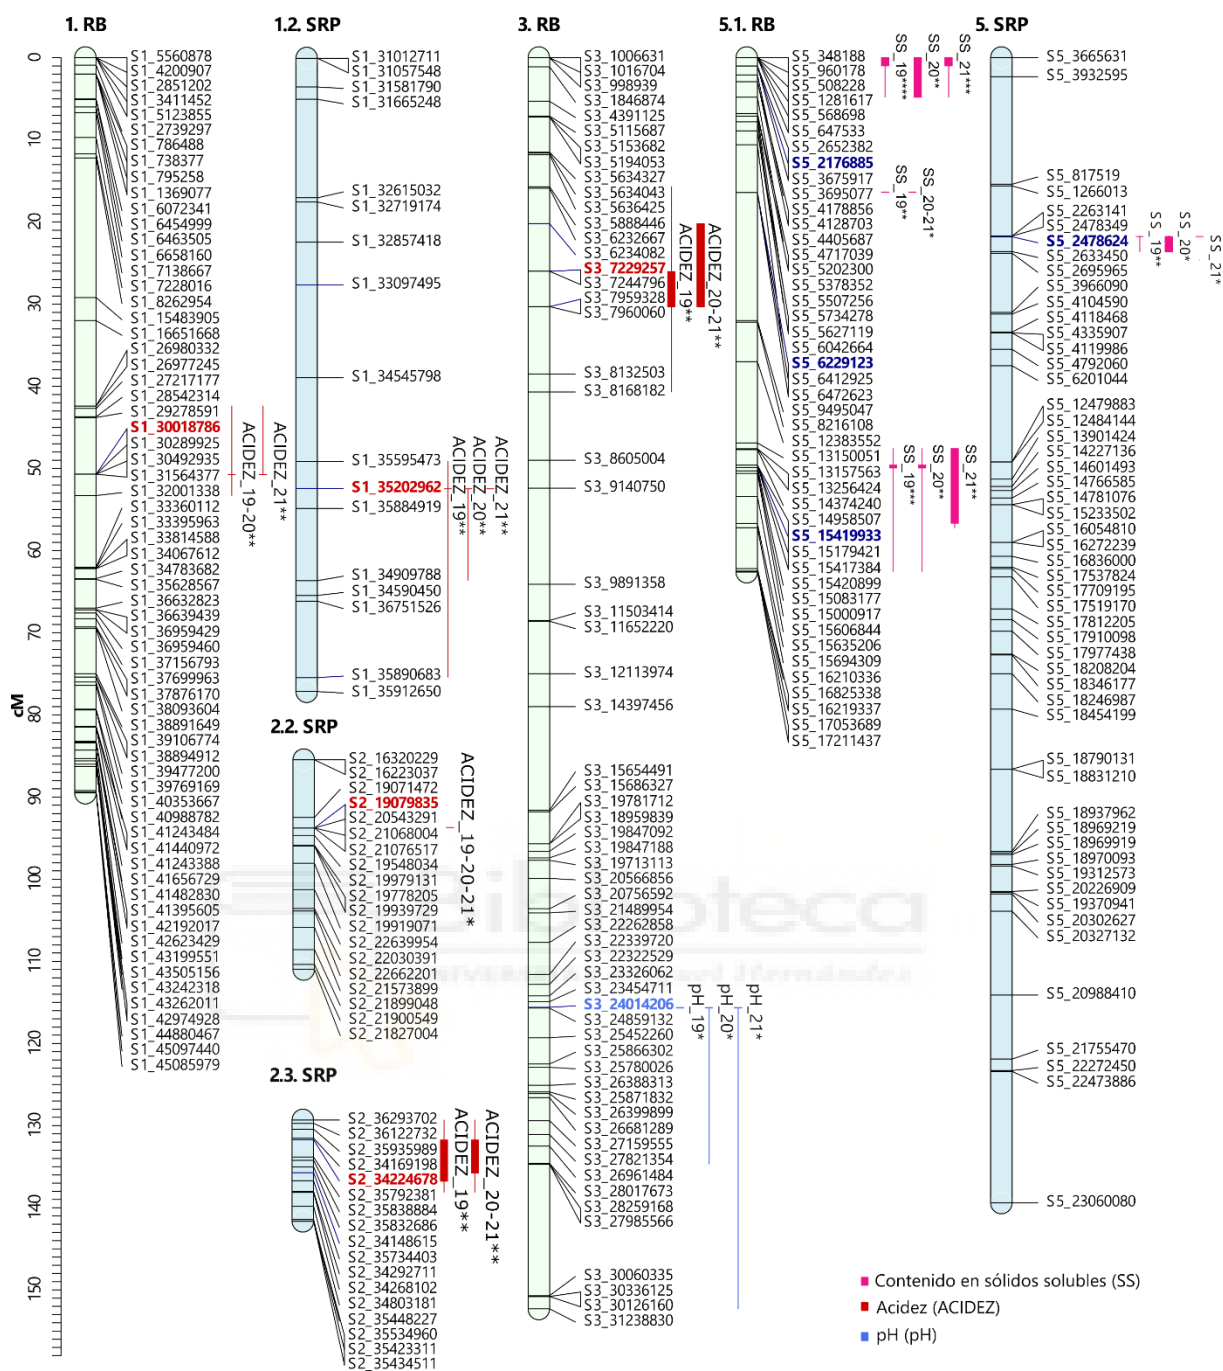 1. RB
S1_5560878
S1_4200907
S1_2851202
S1_3411452
S1_5123855
S1_2739297
S1_786488
S1_738377
S1_795258
S1_1369077
S1_6072341
S1_6454999
S1_6463505
S1_6658160
S1_7138667
S1_7228016
S1_8262954
S1_15483905
S1_16651668
S1_26980332
S1_26977245
S1_27217177
S1_28542314
S1_29278591
S1_30018786
S1_30289925
S1_30492935
S1_31564377
S1_32001338
S1_33360112
S1_33395963
S1_33814588
S1_34067612
S1_34783682
S1_35628567
S1_36632823
S1_36639439
S1_36959429
S1_36959460
S1_37156793
S1_37699963
S1_37876170
S1_38093604
S1_38891649
S1_39106774
S1_38894912
S1_39477200
S1_39769169
S1_40353667
S1_40988782
S1_41243484
S1_41440972
S1_41243388
S1_41656729
S1_41482830
S1_41395605
S1_42192017
S1_42623429
S1_43199551
S1_43505156
S1_43242318
S1_43262011
S1_42974928
S1_44880467
S1_45097440
S1_45085979
ACIDEZ_19-20**
ACIDEZ_21**
0
10
20
30
40
50
60
70
80
90
100
110
120
130
140
150
cM
1.2. SRP
S1_31012711
S1_31057548
S1_31581790
S1_31665248
S1_32615032
S1_32719174
S1_32857418
S1_33097495
S1_34545798
S1_35595473
S1_35202962
S1_35884919
S1_34909788
S1_34590450
S1_36751526
S1_35890683
S1_35912650
ACIDEZ_19**
ACIDEZ_20**
ACIDEZ_21**
2.2. SRP
S2_16320229
S2_16223037
S2_19071472
S2_19079835
S2_20543291
S2_21068004
S2_21076517
S2_19548034
S2_19979131
S2_19778205
S2_19939729
S2_19919071
S2_22639954
S2_22030391
S2_22662201
S2_21573899
S2_21899048
S2_21900549
S2_21827004
ACIDEZ_19-20-21*
2.3. SRP
S2_36293702
S2_36122732
S2_35935989
S2_34169198
S2_34224678
S2_35792381
S2_35838884
S2_35832686
S2_34148615
S2_35734403
S2_34292711
S2_34268102
S2_34803181
S2_35448227
S2_35534960
S2_35423311
S2_35434511
ACIDEZ_19**
ACIDEZ_20-21**
3. RB
S3_1006631
S3_1016704
S3_998939
S3_1846874
S3_4391125
S3_5115687
S3_5153682
S3_5194053
S3_5634327
S3_5634043
S3_5636425
S3_5888446
S3_6232667
S3_6234082
S3_7229257
S3_7244796
S3_7959328
S3_7960060
S3_8132503
S3_8168182
S3_8605004
S3_9140750
S3_9891358
S3_11503414
S3_11652220
S3_12113974
S3_14397456
S3_15654491
S3_15686327
S3_19781712
S3_18959839
S3_19847092
S3_19847188
S3_19713113
S3_20566856
S3_20756592
S3_21489954
S3_22262858
S3_22339720
S3_22322529
S3_23326062
S3_23454711
S3_24014206
S3_24859132
S3_25452260
S3_25866302
S3_25780026
S3_26388313
S3_25871832
S3_26399899
S3_26681289
S3_27159555
S3_27821354
S3_26961484
S3_28017673
S3_28259168
S3_27985566
S3_30060335
S3_30336125
S3_30126160
S3_31238830
ACIDEZ_19**
ACIDEZ_20-21**
pH_19*
pH_20*
pH_21*
5.1. RB
S5_348188
S5_960178
S5_508228
S5_1281617
S5_568698
S5_647533
S5_2652382
S5_2176885
S5_3675917
S5_3695077
S5_4178856
S5_4128703
S5_4405687
S5_4717039
S5_5202300
S5_5378352
S5_5507256
S5_5734278
S5_5627119
S5_6042664
S5_6229123
S5_6412925
S5_6472623
S5_9495047
S5_8216108
S5_12383552
S5_13150051
S5_13157563
S5_13256424
S5_14374240
S5_14958507
S5_15419933
S5_15179421
S5_15417384
S5_15420899
S5_15083177
S5_15000917
S5_15606844
S5_15635206
S5_15694309
S5_16210336
S5_16825338
S5_16219337
S5_17053689
S5_17211437
SS_19****
SS_20**
SS_21***
SS_19**
SS_20-21*
SS_19***
SS_20**
SS_21**
5. SRP
S5_3665631
S5_3932595
S5_817519
S5_1266013
S5_2263141
S5_2478349
S5_2478624
S5_2633450
S5_2695965
S5_3966090
S5_4104590
S5_4118468
S5_4335907
S5_4119986
S5_4792060
S5_6201044
S5_12479883
S5_12484144
S5_13901424
S5_14227136
S5_14601493
S5_14766585
S5_14781076
S5_15233502
S5_16054810
S5_16272239
S5_16836000
S5_17537824
S5_17709195
S5_17519170
S5_17812205
S5_17910098
S5_17977438
S5_18208204
S5_18346177
S5_18246987
S5_18454199
S5_18790131
S5_18831210
S5_18937962
S5_18969219
S5_18969919
S5_18970093
S5_19312573
S5_20226909
S5_19370941
S5_20302627
S5_20327132
S5_20988410
S5_21755470
S5_22272450
S5_22473886
S5_23060080
SS_19**
SS_20*
SS_21*
Biblioteca
Contenido en sólidos solubles (SS)
Acidez (ACIDEZ)
pH (pH)